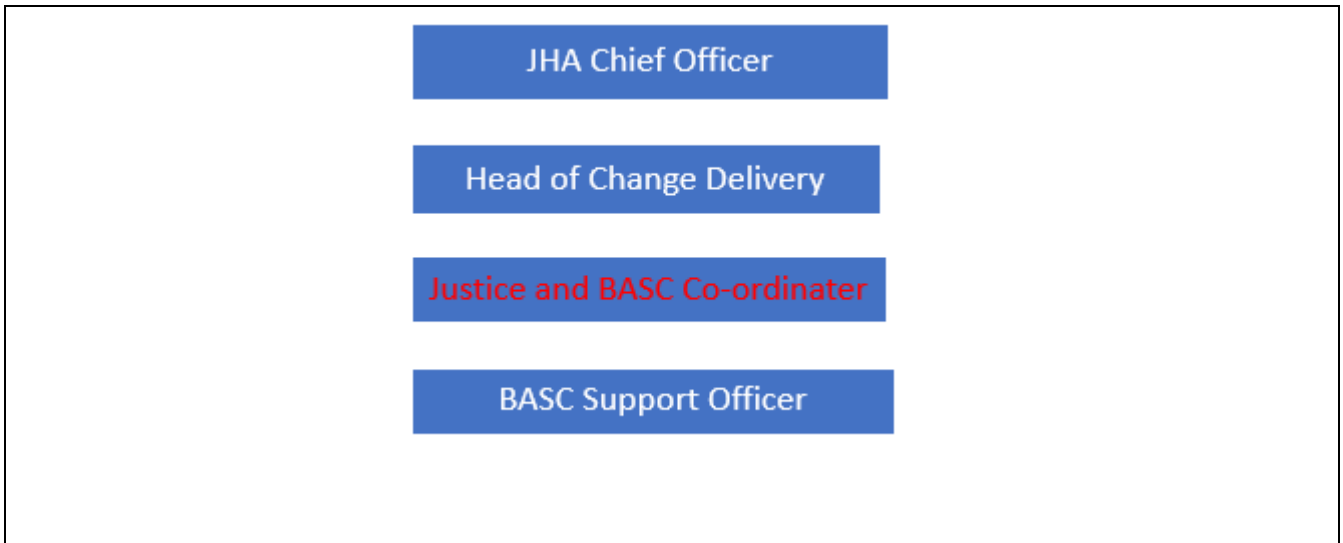 JHA Chief Officer
Head of Change Delivery
Justice and BASC Co-ordinater
BASC Support Officer